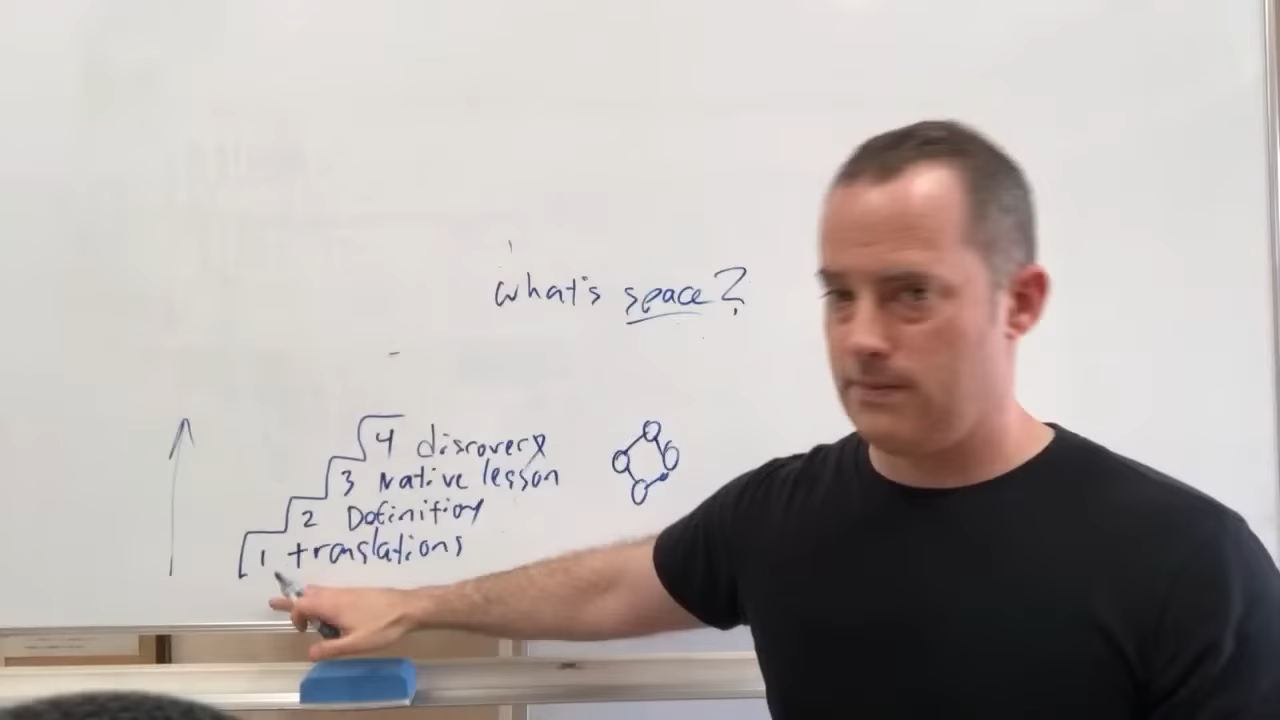 what's space?
4 discovery
3 Native lesson
2 Definition
1 translations